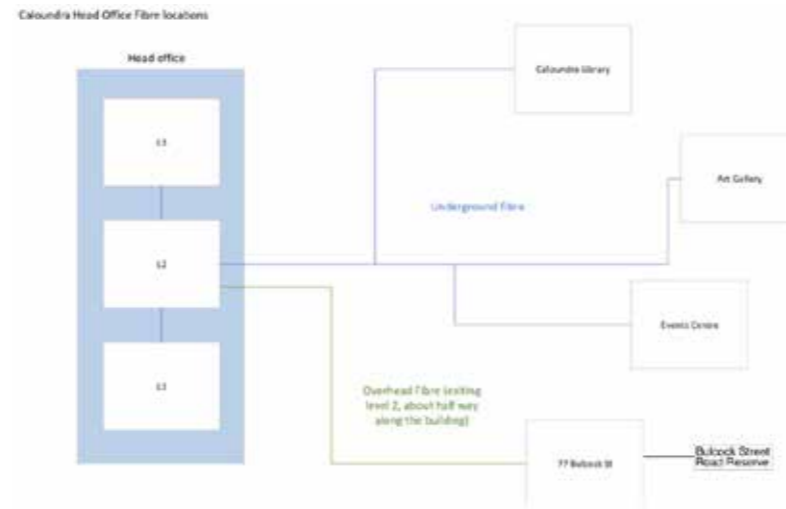 Caloundra Head Office Fibre locations
Head office
Caloundra Library
L3
Art Gallery
Underground fibre
L2
Events Centre
L1
Overhead Fibre (exiting
level 2, about half way
along the building)
77 Bulcock St
Bulcock Street
Road Reserve